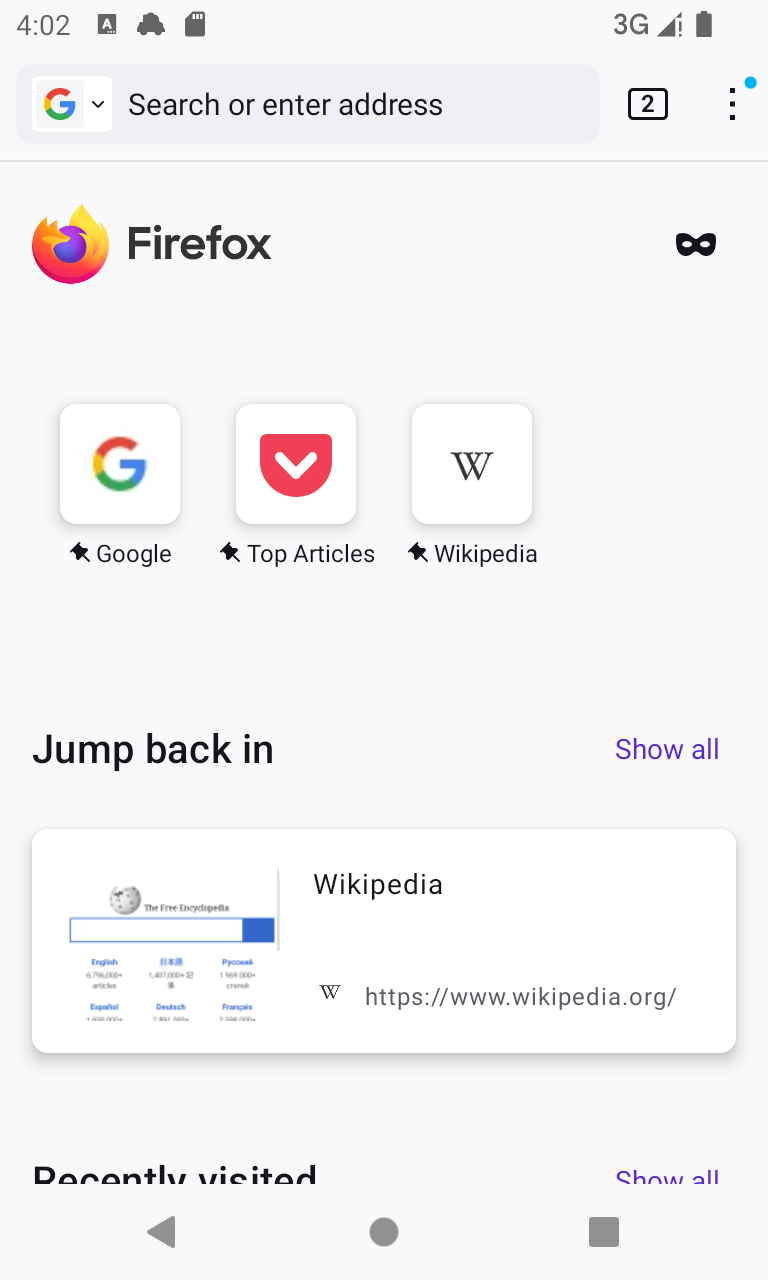 4:02
3G
Search or enter address
2
Firefox
Google
Top Articles
Wikipedia
Jump back in
Show all
Wikipedia
The Free Encyclopedia
English
日本語
Русский
6,796,000+
1,407,000+ 記
1 969 000+
articles
事
статей
Español
Deutsch
Français
https://www.wikipedia.org/
Recently visited
Show all